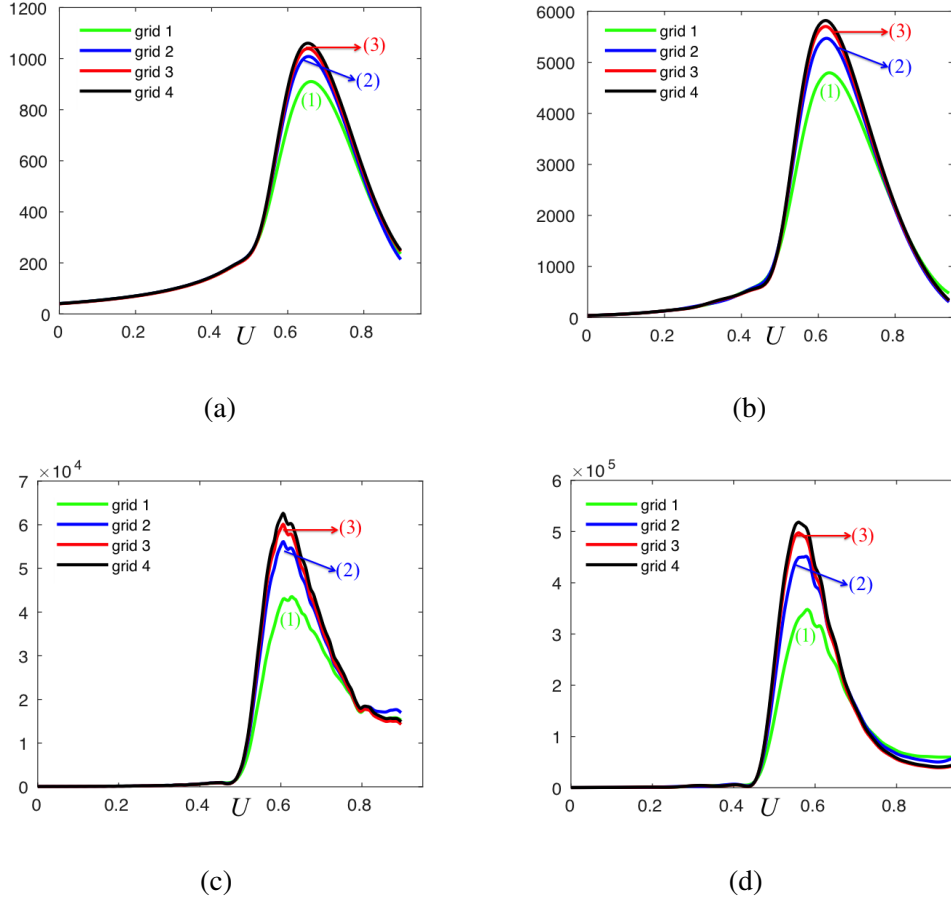 1200
1000
800
600
400
200
0
0 0.2 0.4 0.6 0.8
U
grid 1
grid 2
grid 3
grid 4
(3)
(2)
(1)
(a)
6000
5000
4000
3000
2000
1000
0
0 0.2 0.4 0.6 0.8
U
grid 1
grid 2
grid 3
grid 4
(3)
(2)
(1)
(b)
×10^4
7
6
5
4
3
2
1
0
0 0.2 0.4 0.6 0.8
U
grid 1
grid 2
grid 3
grid 4
(3)
(2)
(1)
(c)
×10^5
6
5
4
3
2
1
0
0 0.2 0.4 0.6 0.8
U
grid 1
grid 2
grid 3
grid 4
(3)
(2)
(1)
(d)